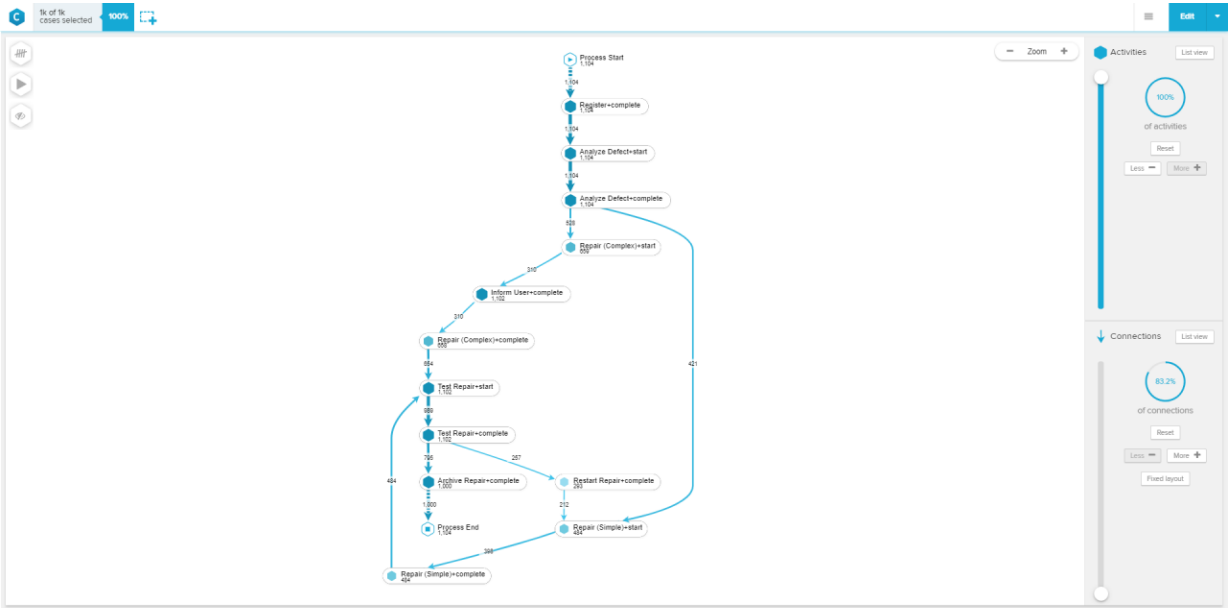 C
1k of 1k
cases selected
100%
Edit
Zoom
Process Start
1,104
1,104
Register+complete
1,104
1,104
Analyze Defect+start
1,104
1,104
Analyze Defect+complete
1,104
Repair (Complex)+start
310
Inform User+complete
1,102
310
Repair (Complex)+complete
421
Test Repair+start
1,102
Test Repair+complete
1,102
257
484
Archive Repair+complete
1,000
Restart Repair+complete
293
1,000
212
Process End
1,104
Repair (Simple)+start
484
Repair (Simple)+complete
484
Activities
List view
100%
of activities
Reset
Less
More
Connections
List view
83.2%
of connections
Reset
Less
More
Fixed layout